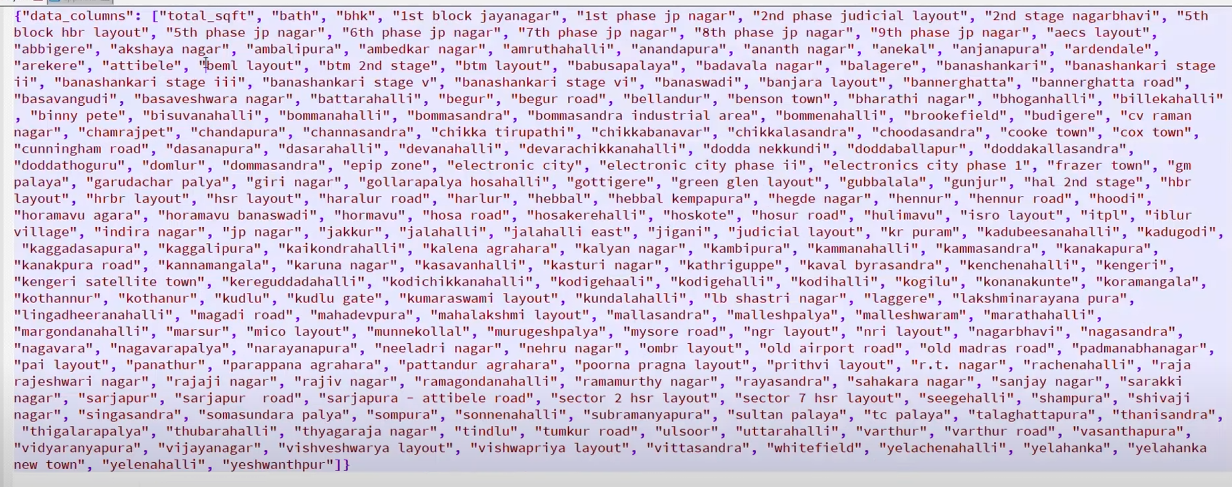 {"data_columns": ["total_sqft", "bath", "bhk", "1st block jayanagar", "1st phase jp nagar", "2nd phase judicial layout", "2nd stage nagarbhavi", "5th
block hbr layout", "5th phase jp nagar", "6th phase jp nagar", "7th phase jp nagar", "8th phase jp nagar", "9th phase jp nagar", "aecs layout",
"abbigere", "akshaya nagar", "ambalipura", "ambedkar nagar", "amruthahalli", "anandapura", "ananth nagar", "anekal", "anjanapura", "ardendale",
"arekere", "attibele", "beml layout", "btm 2nd stage", "btm layout", "babusapalaya", "badavala nagar", "balagere", "banashankari", "banashankari stage
ii", "banashankari stage iii", "banashankari stage v", "banashankari stage vi", "banaswadi", "banjara layout", "bannerghatta", "bannerghatta road",
"basavangudi", "basaveshwara nagar", "battarahalli", "begur", "begur road", "bellandur", "benson town", "bharathi nagar", "bhoganhalli", "billekahalli"
, "binny pete", "bisuvanahalli", "bommanahalli", "bommasandra", "bommasandra industrial area", "bommenahalli", "brookefield", "budigere", "cv raman
nagar", "chamrajpet", "chandapura", "channasandra", "chikka tirupathi", "chikkabanavar", "chikkalasandra", "choodasandra", "cooke town", "cox town",
"cunningham road", "dasanapura", "dasarahalli", "devanahalli", "devarachikkanahalli", "dodda nekkundi", "doddaballapur", "doddakallasandra",
"doddathoguru", "domlur", "dommasandra", "epip zone", "electronic city", "electronic city phase ii", "electronics city phase 1", "frazer town", "gm
palaya", "garudachar palya", "giri nagar", "gollarapalya hosahalli", "gottigere", "green glen layout", "gubbalala", "gunjur", "hal 2nd stage", "hbr
layout", "hrbr layout", "hsr layout", "haralur road", "harlur", "hebbal", "hebbal kempapura", "hegde nagar", "hennur", "hennur road", "hoodi",
"horamavu agara", "horamavu banaswadi", "hormavu", "hosa road", "hosakerehalli", "hoskote", "hosur road", "hulimavu", "isro layout", "itpl", "iblur
village", "indira nagar", "jp nagar", "jakkur", "jalahalli", "jalahalli east", "jigani", "judicial layout", "kr puram", "kadubeesanahalli", "kadugodi",
"kaggadasapura", "kaggalipura", "kaikondrahalli", "kalena agrahara", "kalyan nagar", "kambipura", "kammanahalli", "kammasandra", "kanakapura",
"kanakpura road", "kannamangala", "karuna nagar", "kasavanhalli", "kasturi nagar", "kathriguppe", "kaval byrasandra", "kenchenahalli", "kengeri",
"kengeri satellite town", "kereguddadahalli", "kodichikkanahalli", "kodigehaali", "kodigehalli", "kodihalli", "kogilu", "konanakunte", "koramangala",
"kothannur", "kothanur", "kudlu", "kudlu gate", "kumaraswami layout", "kundalahalli", "lb shastri nagar", "laggere", "lakshminarayana pura",
"lingadheeranahalli", "magadi road", "mahadevpura", "mahalakshmi layout", "mallasandra", "malleshpalya", "malleshwaram", "marathahalli",
"margondanahalli", "marsur", "mico layout", "munnekollal", "murugeshpalya", "mysore road", "ngr layout", "nri layout", "nagarbhavi", "nagasandra",
"nagavara", "nagavarapalya", "narayanapura", "neeladri nagar", "nehru nagar", "ombr layout", "old airport road", "old madras road", "padmanabhanagar",
"pai layout", "panathur", "parappana agrahara", "pattandur agrahara", "poorna pragna layout", "prithvi layout", "r.t. nagar", "rachenahalli", "raja
rajeshwari nagar", "rajaji nagar", "rajiv nagar", "ramagondanahalli", "ramamurthy nagar", "rayasandra", "sahakara nagar", "sanjay nagar", "sarakki
nagar", "sarjapur", "sarjapur  road", "sarjapura - attibele road", "sector 2 hsr layout", "sector 7 hsr layout", "seegehalli", "shampura", "shivaji
nagar", "singasandra", "somasundara palya", "sompura", "sonnenahalli", "subramanyapura", "sultan palaya", "tc palaya", "talaghattapura", "thanisandra",
"thigalarapalya", "thubarahalli", "thyagaraja nagar", "tindlu", "tumkur road", "ulsoor", "uttarahalli", "varthur", "varthur road", "vasanthapura",
"vidyaranyapura", "vijayanagar", "vishveshwarya layout", "vishwapriya layout", "vittasandra", "whitefield", "yelachenahalli", "yelahanka", "yelahanka
new town", "yelenahalli", "yeshwanthpur"]}